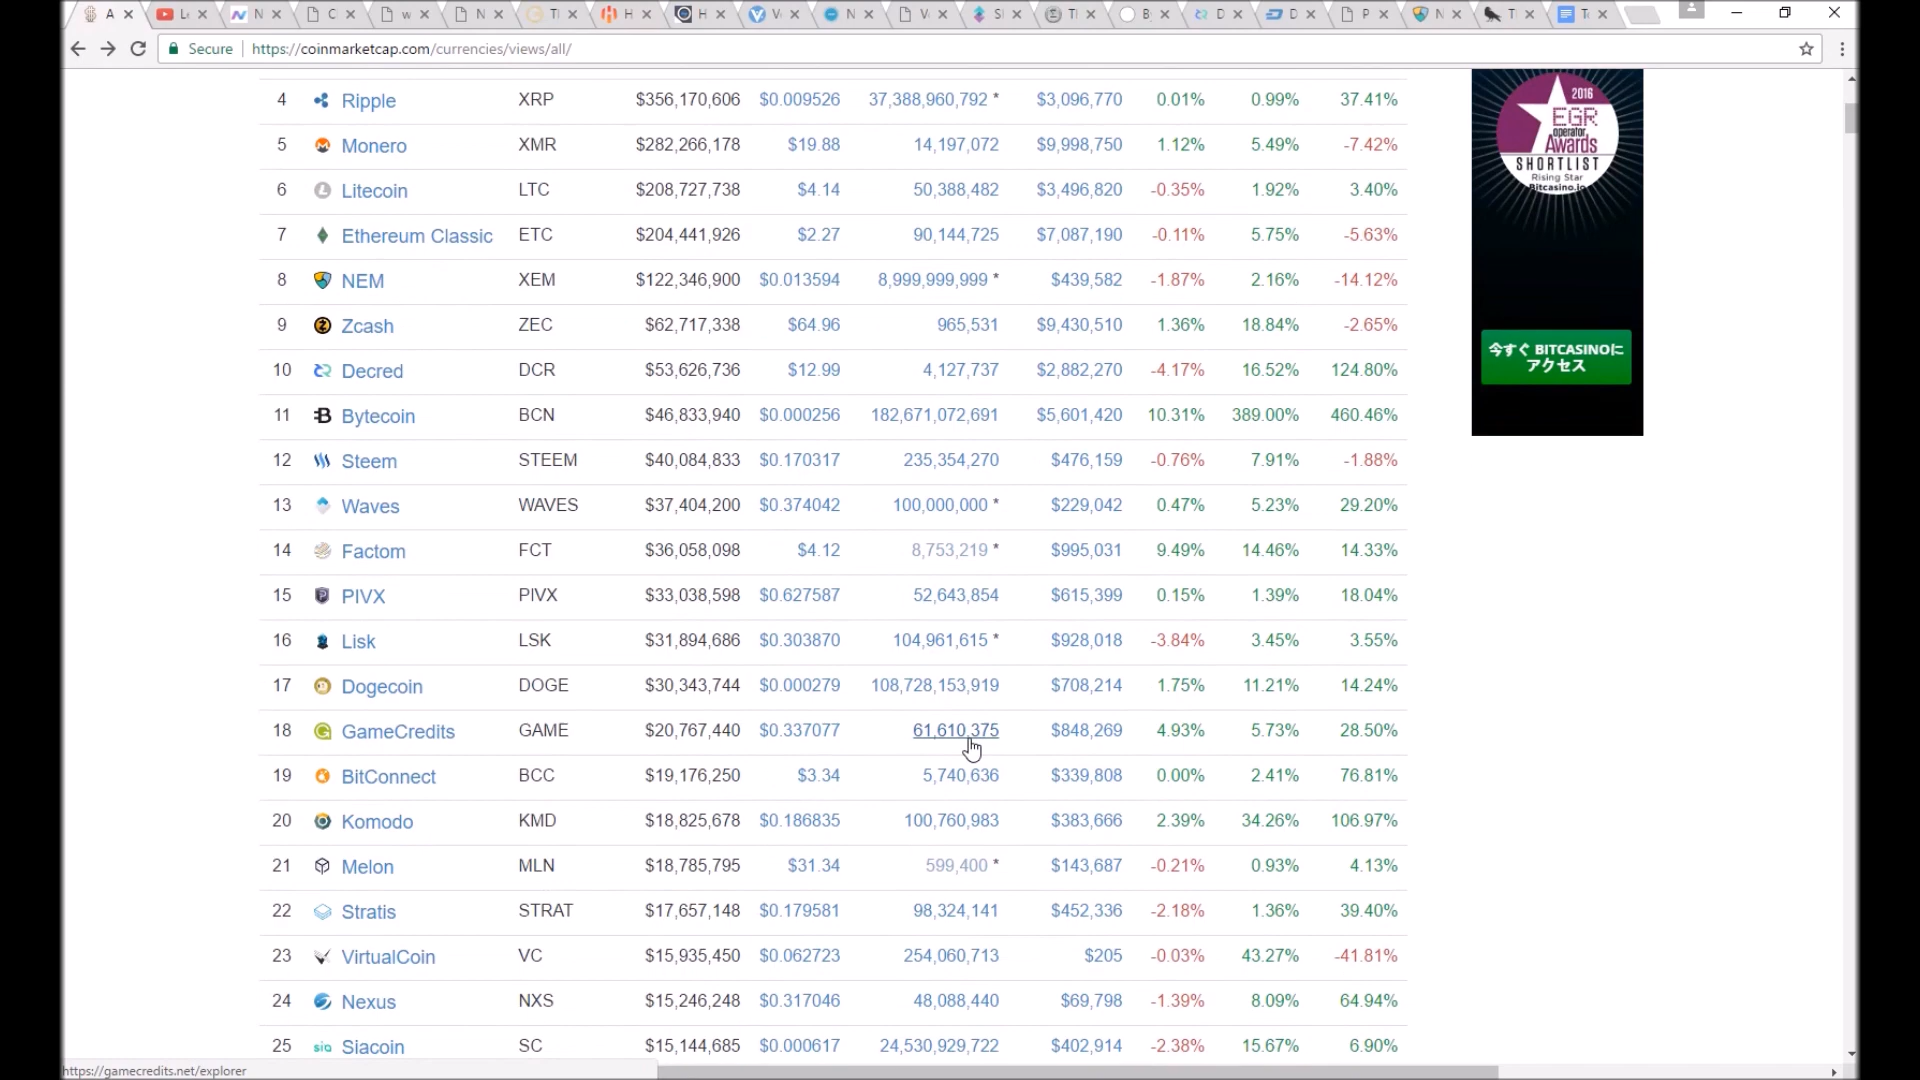 A
L
N
C
w
N
T
H
H
V
N
V
S
T
B
D
D
P
N
T
T
Secure https://coinmarketcap.com/currencies/views/all/
4 Ripple XRP $356,170,606 $0.009526 37,388,960,792 * $3,096,770 0.01% 0.99% 37.41%
5 Monero XMR $282,266,178 $19.88 14,197,072 $9,998,750 1.12% 5.49% -7.42%
6 Litecoin LTC $208,727,738 $4.14 50,388,482 $3,496,820 -0.35% 1.92% 3.40%
7 Ethereum Classic ETC $204,441,926 $2.27 90,144,725 $7,087,190 -0.11% 5.75% -5.63%
8 NEM XEM $122,346,900 $0.013594 8,999,999,999 * $439,582 -1.87% 2.16% -14.12%
9 Zcash ZEC $62,717,338 $64.96 965,531 $9,430,510 1.36% 18.84% -2.65%
10 Decred DCR $53,626,736 $12.99 4,127,737 $2,882,270 -4.17% 16.52% 124.80%
11 Bytecoin BCN $46,833,940 $0.000256 182,671,072,691 $5,601,420 10.31% 389.00% 460.46%
12 Steem STEEM $40,084,833 $0.170317 235,354,270 $476,159 -0.76% 7.91% -1.88%
13 Waves WAVES $37,404,200 $0.374042 100,000,000 * $229,042 0.47% 5.23% 29.20%
14 Factom FCT $36,058,098 $4.12 8,753,219 * $995,031 9.49% 14.46% 14.33%
15 PIVX PIVX $33,038,598 $0.627587 52,643,854 $615,399 0.15% 1.39% 18.04%
16 Lisk LSK $31,894,686 $0.303870 104,961,615 * $928,018 -3.84% 3.45% 3.55%
17 Dogecoin DOGE $30,343,744 $0.000279 108,728,153,919 $708,214 1.75% 11.21% 14.24%
18 GameCredits GAME $20,767,440 $0.337077 61,610,375 $848,269 4.93% 5.73% 28.50%
19 BitConnect BCC $19,176,250 $3.34 5,740,636 $339,808 0.00% 2.41% 76.81%
20 Komodo KMD $18,825,678 $0.186835 100,760,983 $383,666 2.39% 34.26% 106.97%
21 Melon MLN $18,785,795 $31.34 599,400 * $143,687 -0.21% 0.93% 4.13%
22 Stratis STRAT $17,657,148 $0.179581 98,324,141 $452,336 -2.18% 1.36% 39.40%
23 VirtualCoin VC $15,935,450 $0.062723 254,060,713 $205 -0.03% 43.27% -41.81%
24 Nexus NXS $15,246,248 $0.317046 48,088,440 $69,798 -1.39% 8.09% 64.94%
25 sia Siacoin SC $15,144,685 $0.000617 24,530,929,722 $402,914 -2.38% 15.67% 6.90%
2016
EGR
operator
Awards
SHORTLIST
Rising Star
Bitcasino.io
今すぐ BITCASINOに
アクセス
https://gamecredits.net/explorer